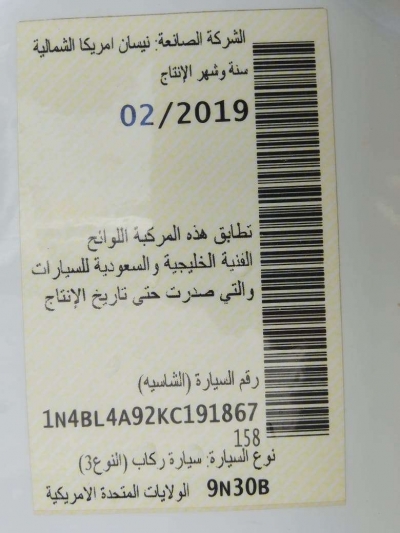 الشركة الصانعة: نيسان امريكا الشمالية
سنة وشهر الإنتاج
02/2019
تطابق هذه المركبة اللوائح
الفنية الخليجية والسعودية للسيارات
والتي صدرت حتى تاريخ الإنتاج
رقم السيارة (الشاسيه)
1N4BL4A92KC191867
158
نوع السيارة: سيارة ركاب (النوع3)
9N30B الولايات المتحدة الامريكية